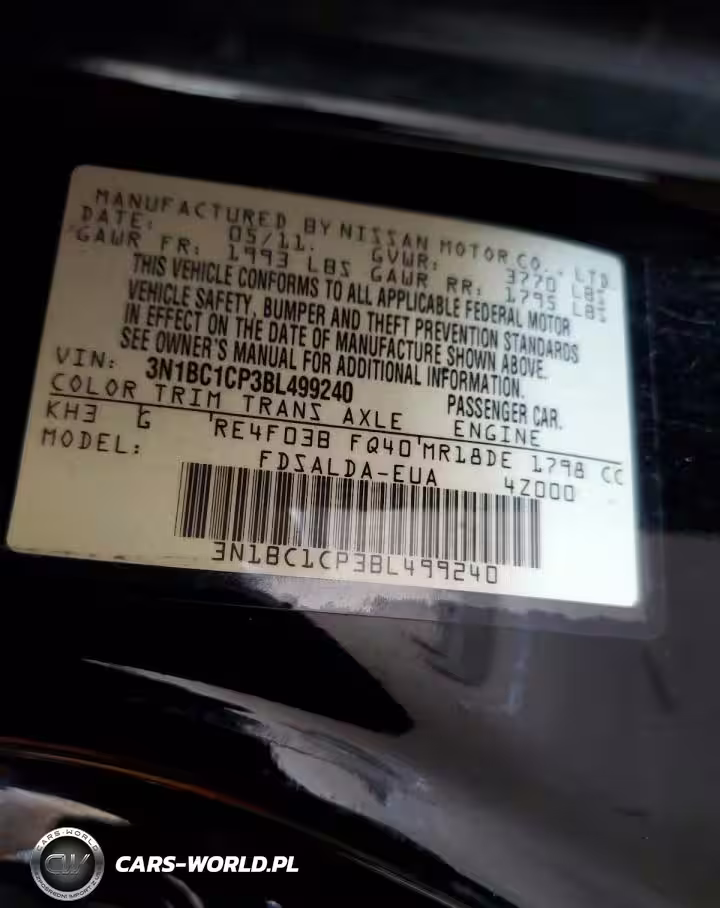 MANUFACTURED BY NISSAN MOTOR CO., LTD.
DATE: 05/11. GVWR: 3770 LBS
GAWR FR: 1993 LBS GAWR RR: 1795 LBS
THIS VEHICLE CONFORMS TO ALL APPLICABLE FEDERAL MOTOR
VEHICLE SAFETY, BUMPER AND THEFT PREVENTION STANDARDS
IN EFFECT ON THE DATE OF MANUFACTURE SHOWN ABOVE.
SEE OWNER'S MANUAL FOR ADDITIONAL INFORMATION.
VIN: 3N1BC1CP3BL499240 PASSENGER CAR.
COLOR TRIM TRANS AXLE ENGINE
KH3 G RE4F03B FQ40 MR18DE 1798 CC
MODEL: FDSALDA-EUA 4Z000
3N1BC1CP3BL499240
CARS-WORLD
CW
CARS-WORLD.PL